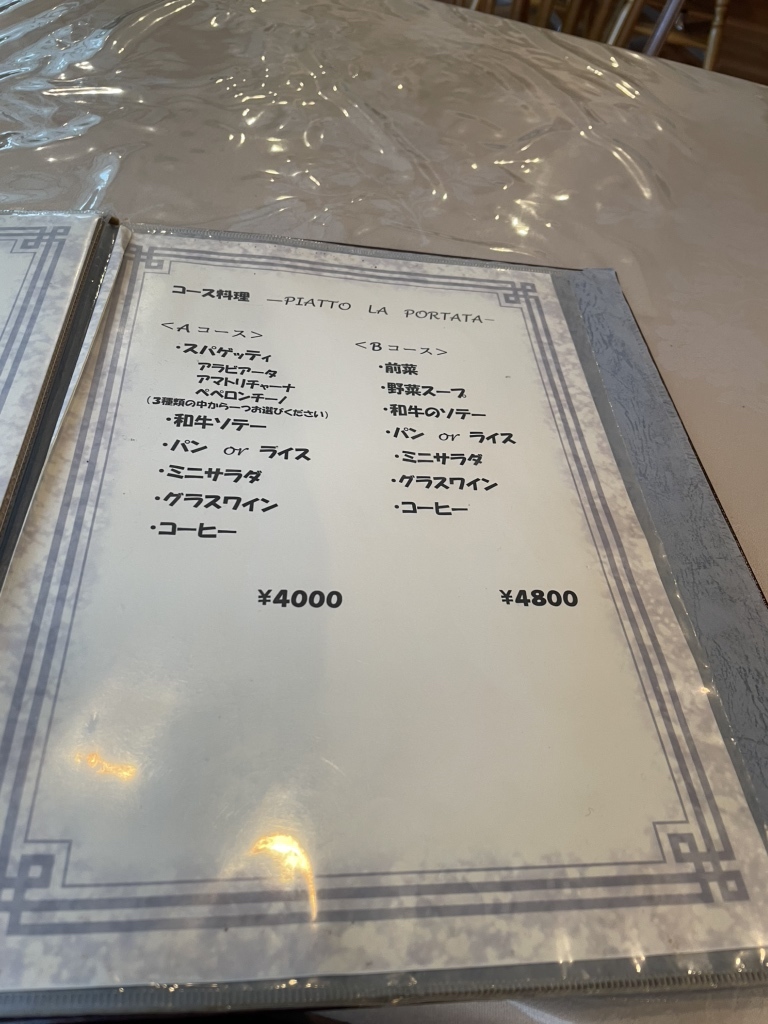 コース料理 —PIATTO LA PORTATA—
＜Aコース＞
・スパゲッティ
アラビアータ
アマトリチャーナ
ペペロンチーノ
（3種類の中から一つお選びください）
・和牛ソテー
・パン or ライス
・ミニサラダ
・グラスワイン
・コーヒー
¥4000
＜Bコース＞
・前菜
・野菜スープ
・和牛のソテー
・パン or ライス
・ミニサラダ
・グラスワイン
・コーヒー
¥4800